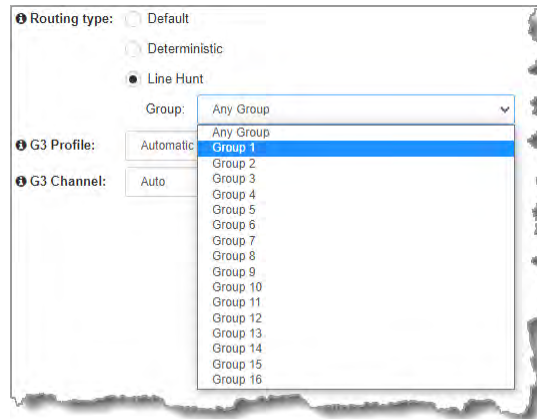 Routing type: Default
Deterministic
Line Hunt
Group: Any Group
Any Group
Group 1
G3 Profile: Automatic
Group 2
Group 3
G3 Channel: Auto
Group 4
Group 5
Group 6
Group 7
Group 8
Group 9
Group 10
Group 11
Group 12
Group 13
Group 14
Group 15
Group 16